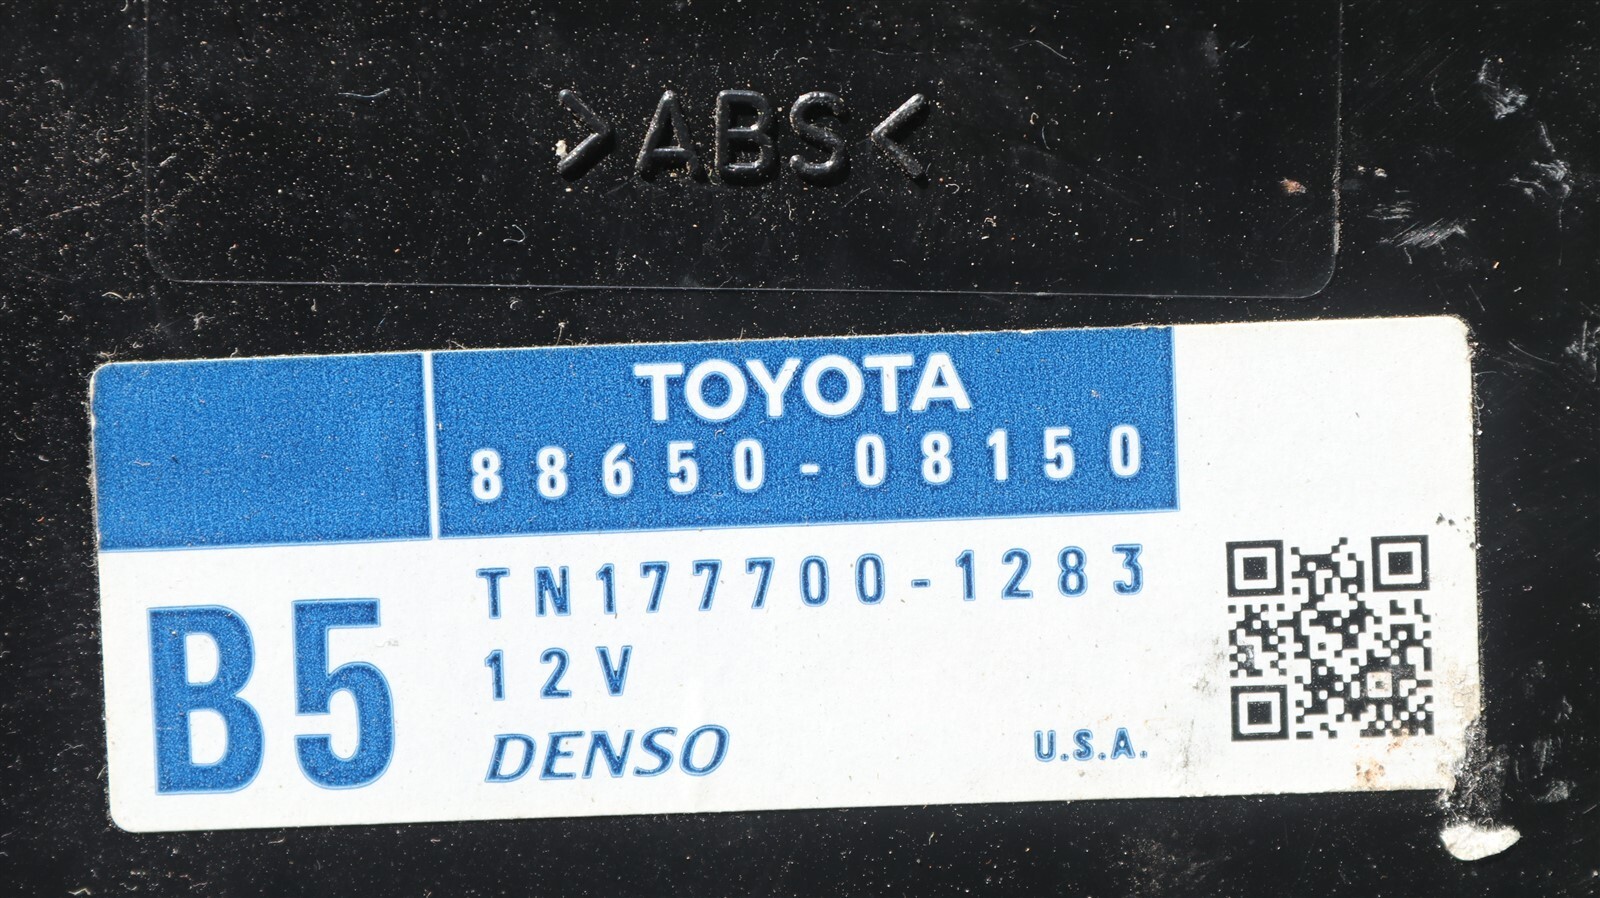 >ABS<
TOYOTA
88650-08150
TN177700-1283
B5
12V
DENSO
U.S.A.